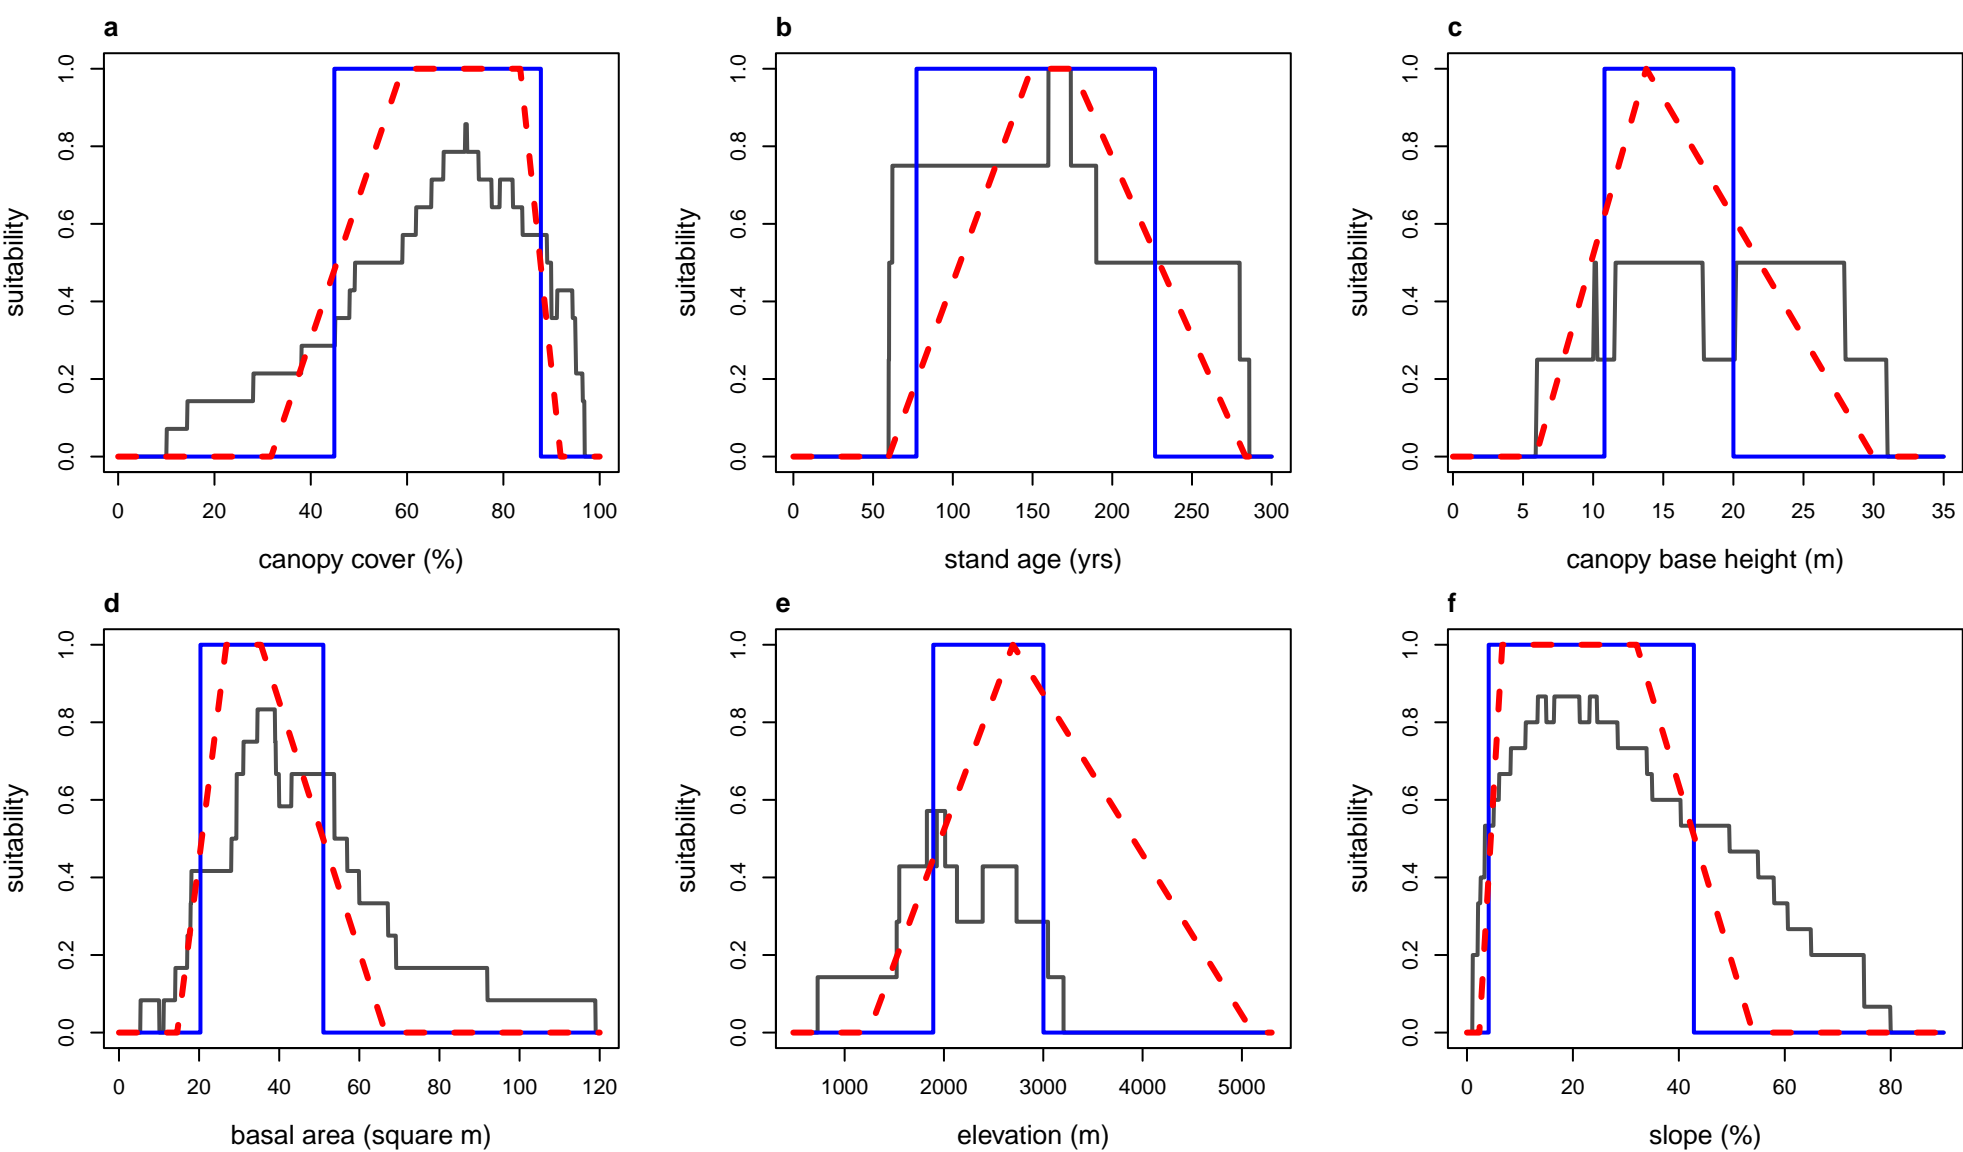 a
suitability
0.0 0.2 0.4 0.6 0.8 1.0
0 20 40 60 80 100
canopy cover (%)
b
suitability
0.0 0.2 0.4 0.6 0.8 1.0
0 50 100 150 200 250 300
stand age (yrs)
c
suitability
0.0 0.2 0.4 0.6 0.8 1.0
0 5 10 15 20 25 30 35
canopy base height (m)
d
suitability
0.0 0.2 0.4 0.6 0.8 1.0
0 20 40 60 80 100 120
basal area (square m)
e
suitability
0.0 0.2 0.4 0.6 0.8 1.0
1000 2000 3000 4000 5000
elevation (m)
f
suitability
0.0 0.2 0.4 0.6 0.8 1.0
0 20 40 60 80
slope (%)